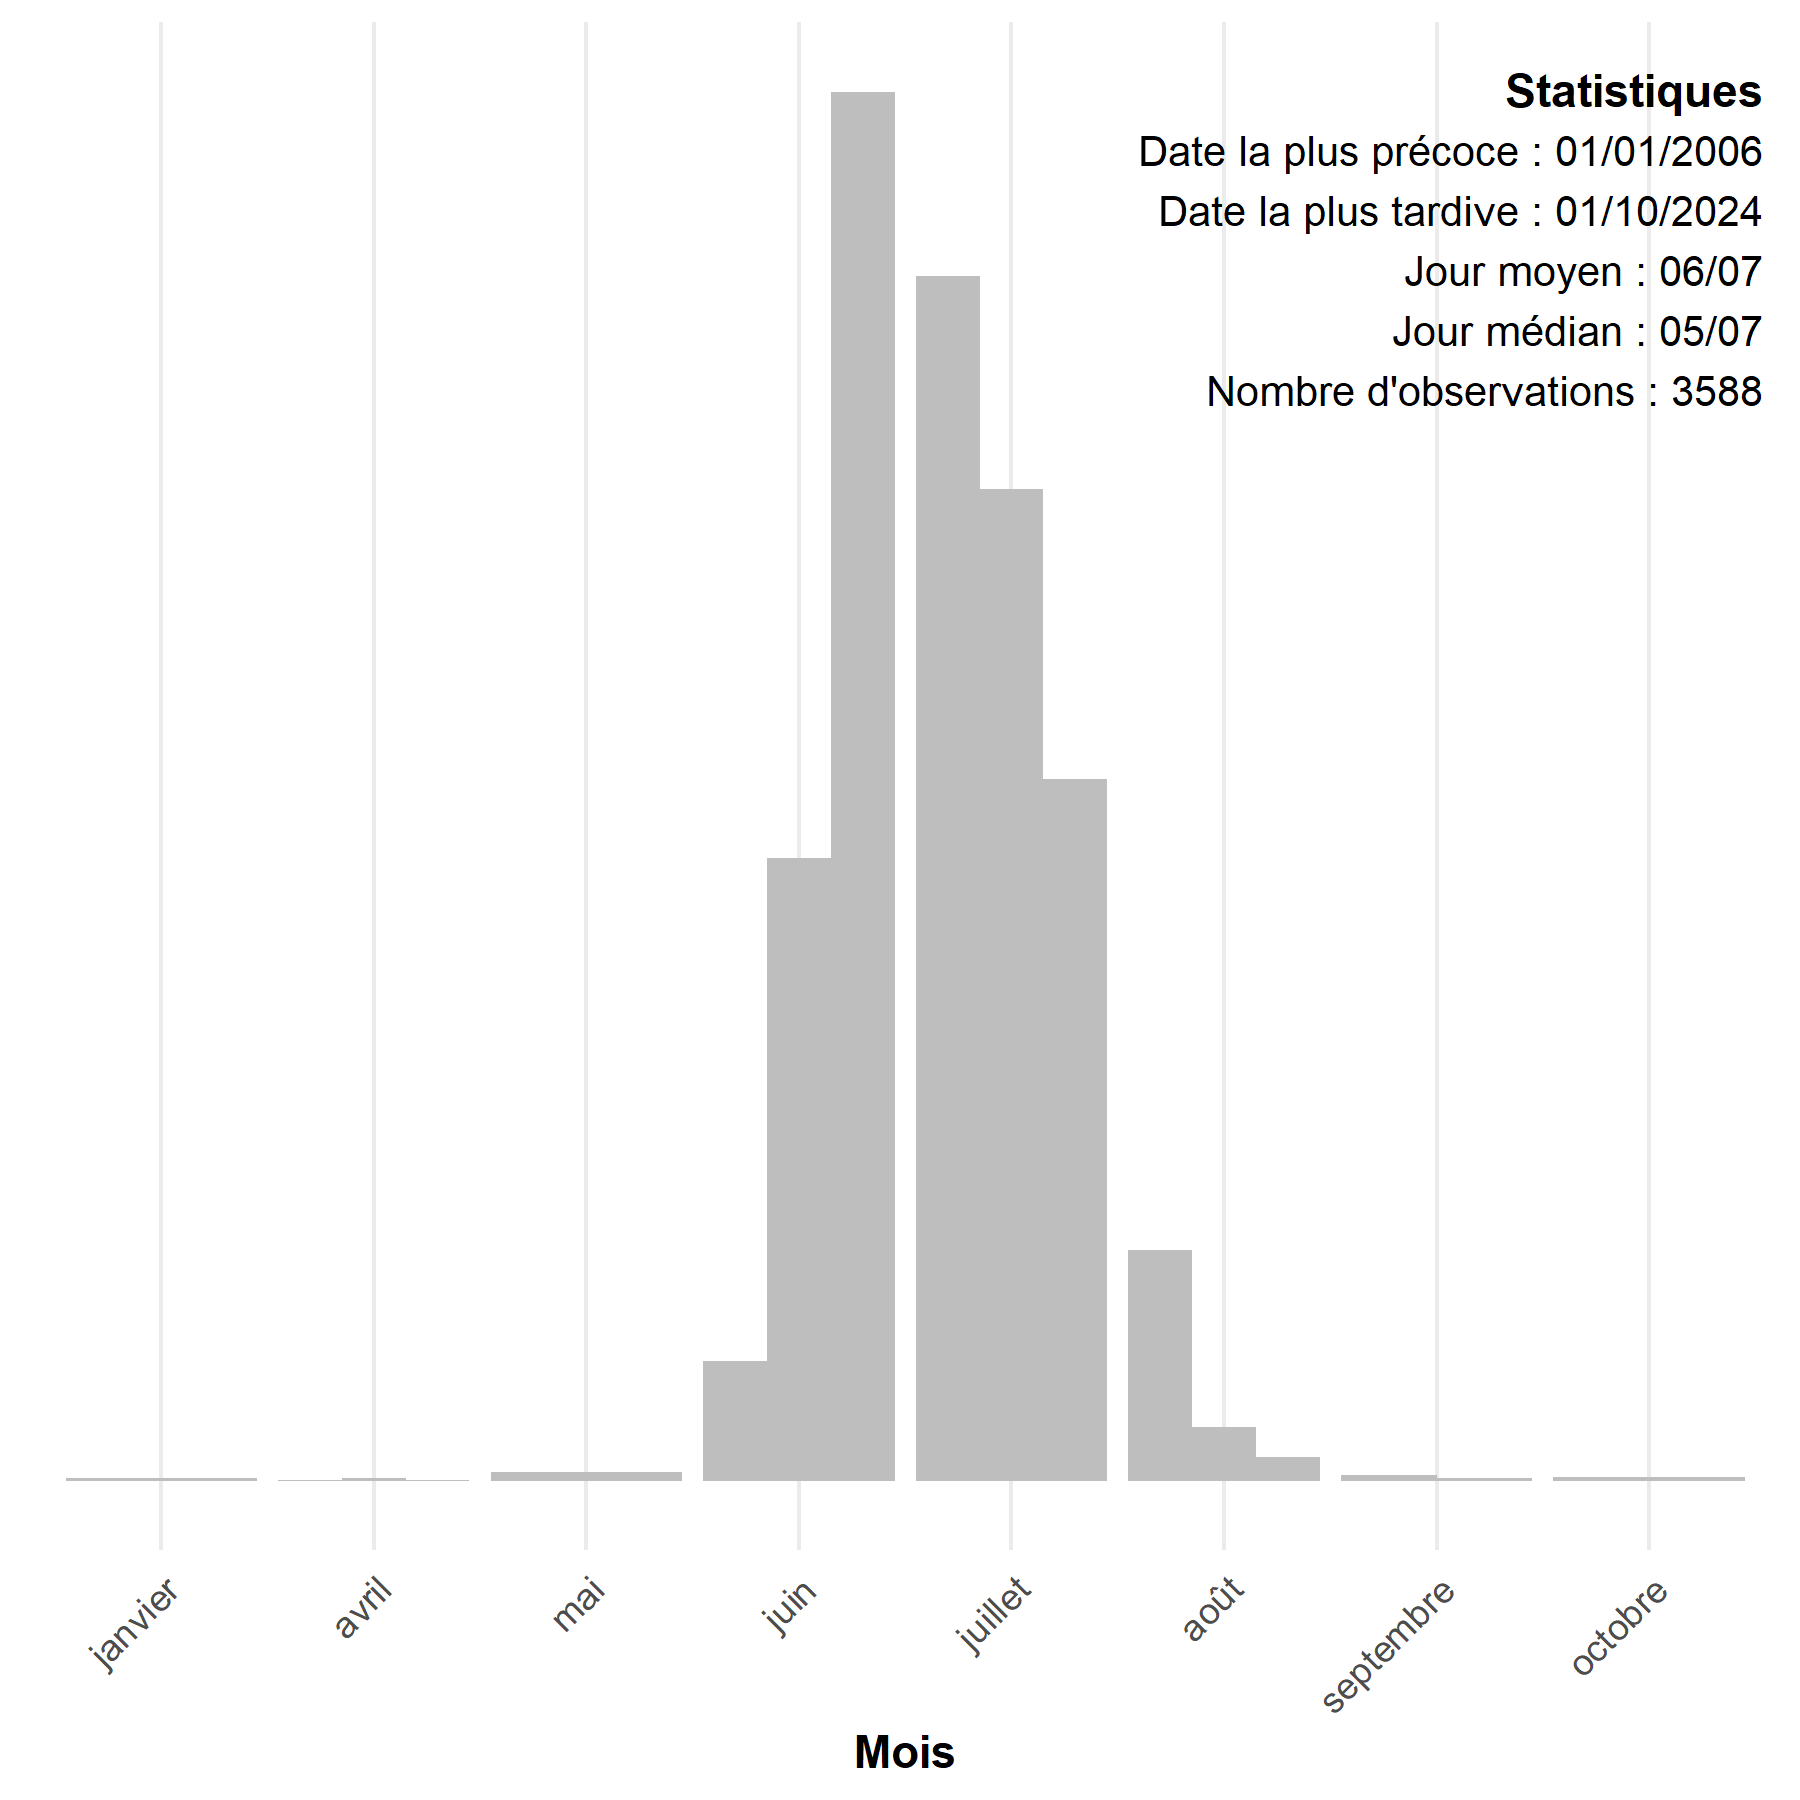 Statistiques
Date la plus précoce : 01/01/2006
Date la plus tardive : 01/10/2024
Jour moyen : 06/07
Jour médian : 05/07
Nombre d'observations : 3588
janvier
avril
mai
juin
juillet
août
septembre
octobre
Mois